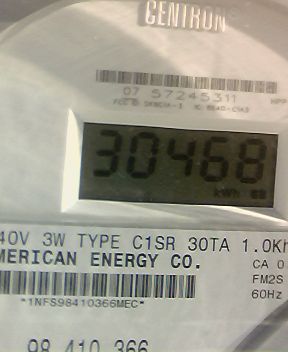 CENTRON
07 57245311
30468
kWh
40V 3W TYPE C1SR 30TA 1.0Kh
MERICAN ENERGY CO.
CA 0
FM2S
60Hz
*1NFS98410366MEC*
98 410 366